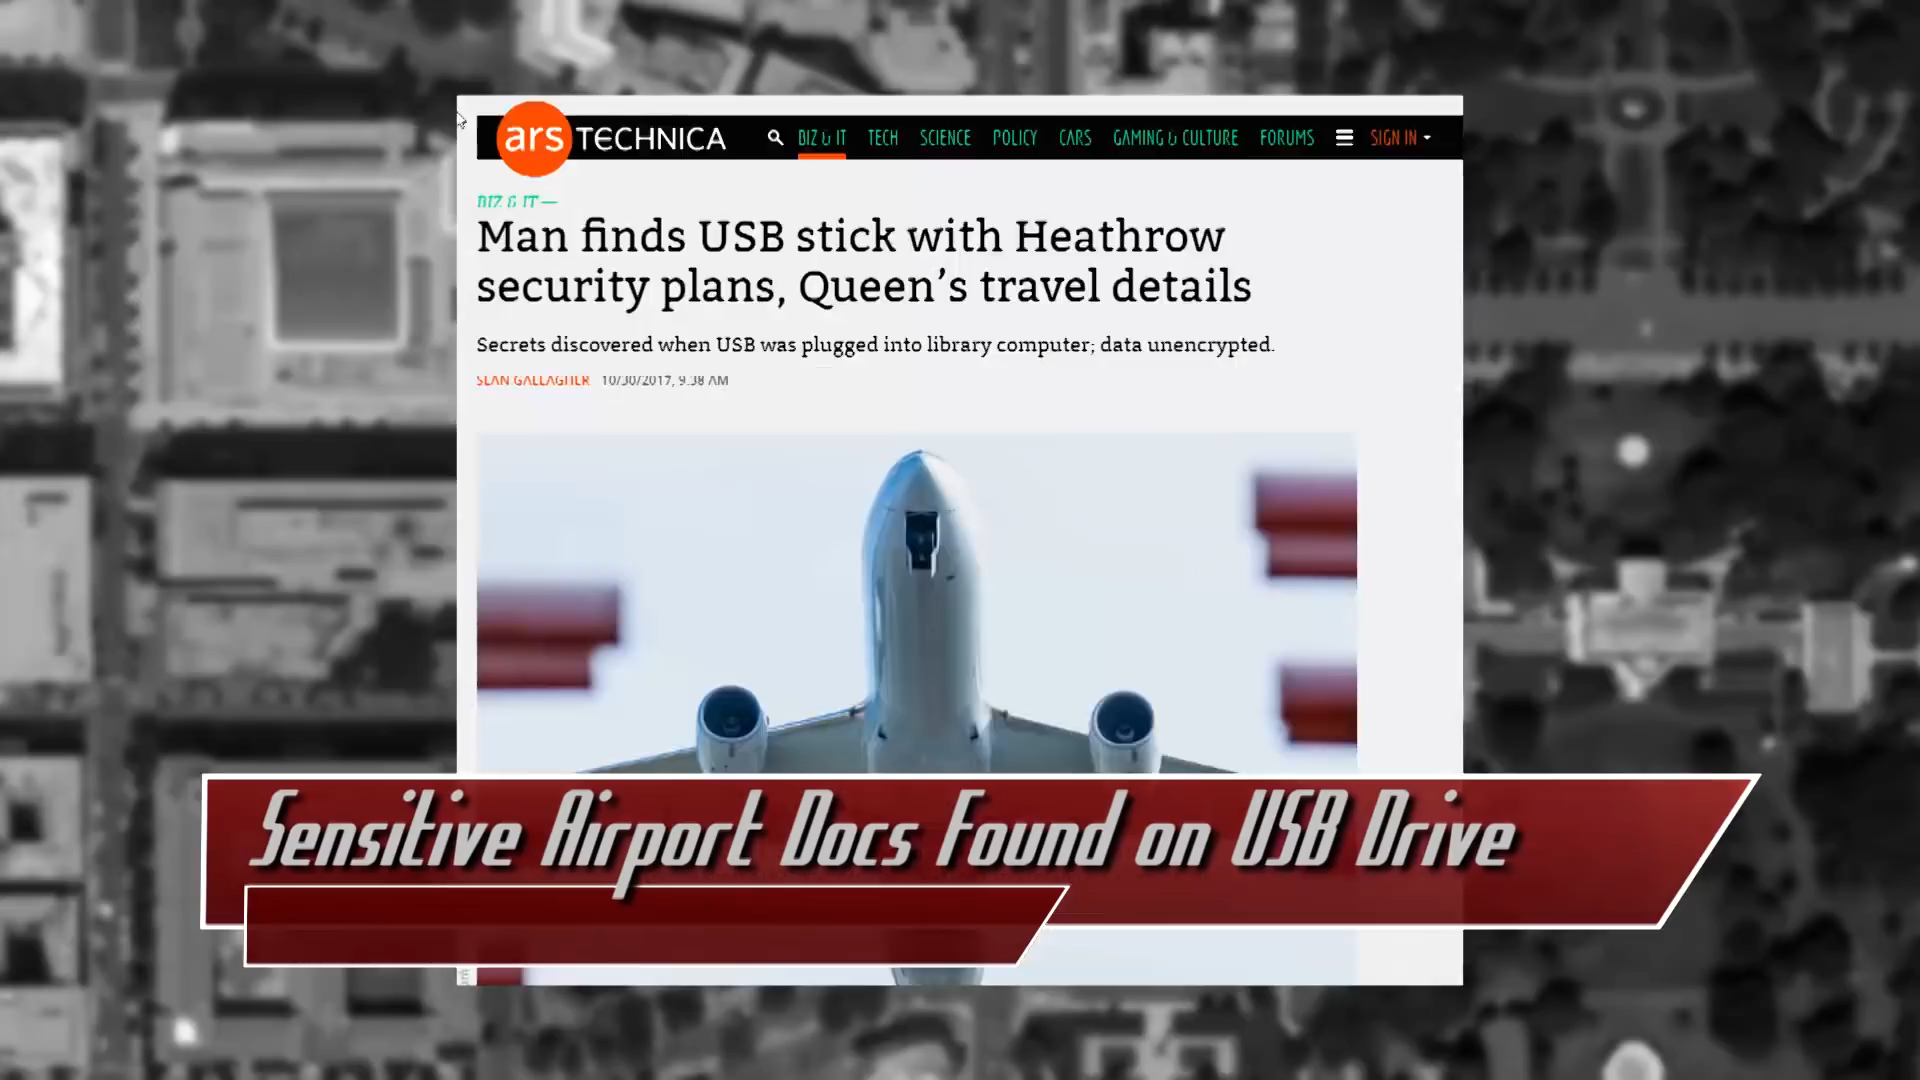 ars TECHNICA
BIZ & IT TECH SCIENCE POLICY CARS GAMING & CULTURE FORUMS SIGN IN
BIZ & IT —
Man finds USB stick with Heathrow
security plans, Queen’s travel details
Secrets discovered when USB was plugged into library computer; data unencrypted.
SEAN GALLAGHER 10/30/2017, 9:38 AM
Sensitive Airport Docs Found on USB Drive